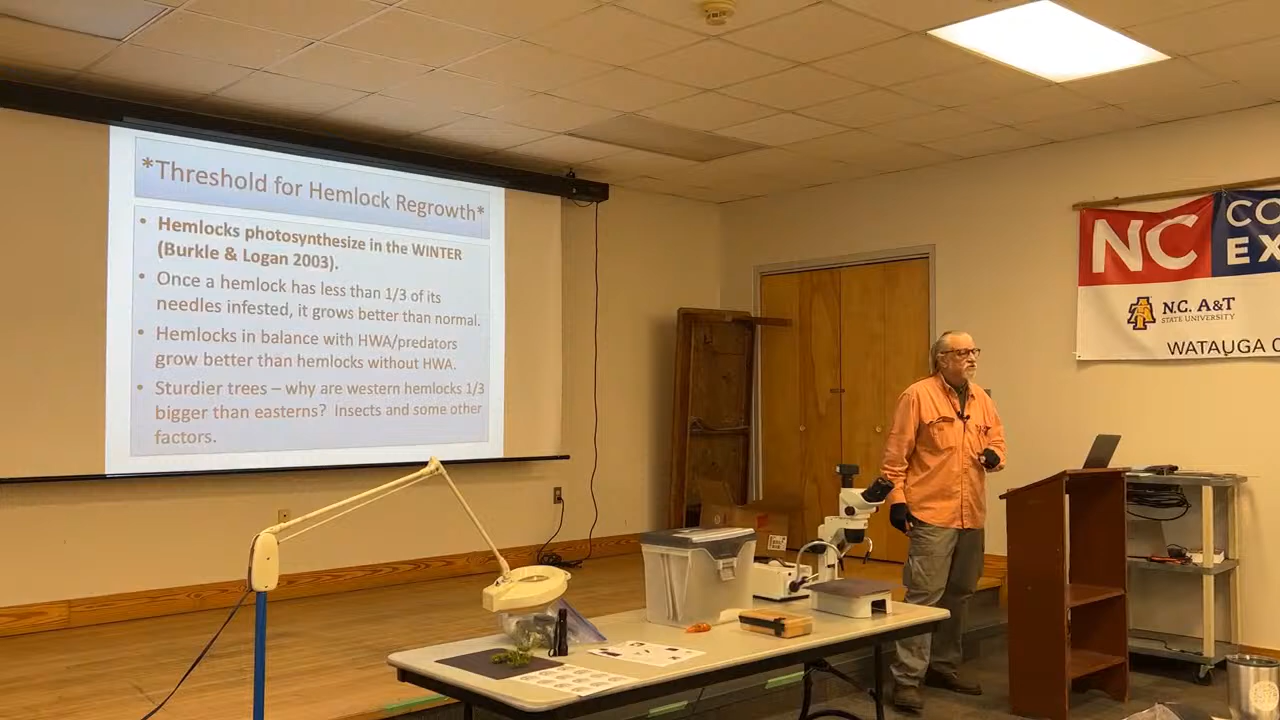 *Threshold for Hemlock Regrowth*
• Hemlocks photosynthesize in the WINTER
(Burkle & Logan 2003).
• Once a hemlock has less than 1/3 of its
needles infested, it grows better than normal.
• Hemlocks in balance with HWA/predators
grow better than hemlocks without HWA.
• Sturdier trees – why are western hemlocks 1/3
bigger than easterns? Insects and some other
factors.
NC
CO
EX
N.C. A&T
STATE UNIVERSITY
WATAUGA C